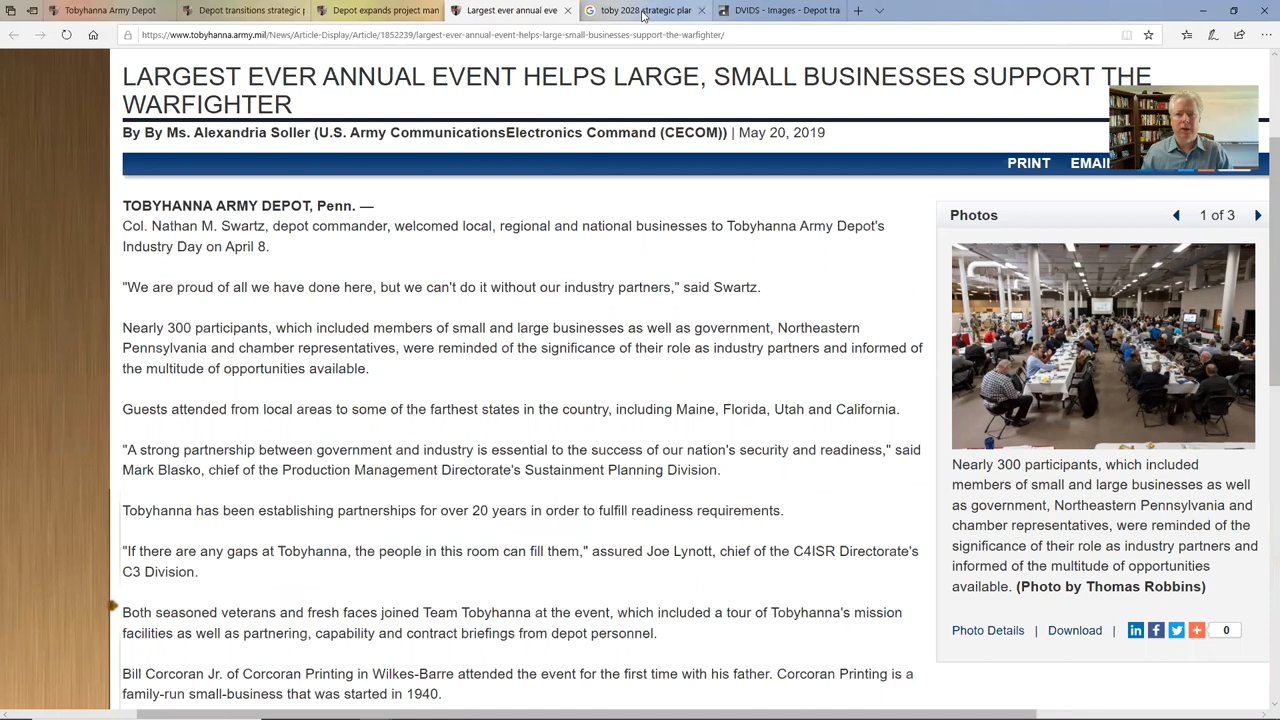 Tobyhanna Army Depot
Depot transitions strategic p
Depot expands project man
Largest ever annual eve
toby 2028 strategic plan
DVIDS - Images - Depot tra
https://www.tobyhanna.army.mil/News/Article-Display/Article/1852239/largest-ever-annual-event-helps-large-small-businesses-support-the-warfighter/
LARGEST EVER ANNUAL EVENT HELPS LARGE, SMALL BUSINESSES SUPPORT THE
WARFIGHTER
By By Ms. Alexandria Soller (U.S. Army CommunicationsElectronics Command (CECOM)) | May 20, 2019
PRINT EMAIL
TOBYHANNA ARMY DEPOT, Penn. —
Col. Nathan M. Swartz, depot commander, welcomed local, regional and national businesses to Tobyhanna Army Depot's
Industry Day on April 8.
"We are proud of all we have done here, but we can't do it without our industry partners," said Swartz.
Nearly 300 participants, which included members of small and large businesses as well as government, Northeastern
Pennsylvania and chamber representatives, were reminded of the significance of their role as industry partners and informed of
the multitude of opportunities available.
Guests attended from local areas to some of the farthest states in the country, including Maine, Florida, Utah and California.
"A strong partnership between government and industry is essential to the success of our nation's security and readiness," said
Mark Blasko, chief of the Production Management Directorate's Sustainment Planning Division.
Tobyhanna has been establishing partnerships for over 20 years in order to fulfill readiness requirements.
"If there are any gaps at Tobyhanna, the people in this room can fill them," assured Joe Lynott, chief of the C4ISR Directorate's
C3 Division.
Both seasoned veterans and fresh faces joined Team Tobyhanna at the event, which included a tour of Tobyhanna's mission
facilities as well as partnering, capability and contract briefings from depot personnel.
Bill Corcoran Jr. of Corcoran Printing in Wilkes-Barre attended the event for the first time with his father. Corcoran Printing is a
family-run small-business that was started in 1940.
Photos
1 of 3
Nearly 300 participants, which included
members of small and large businesses as well
as government, Northeastern Pennsylvania and
chamber representatives, were reminded of the
significance of their role as industry partners and
informed of the multitude of opportunities
available. (Photo by Thomas Robbins)
Photo Details | Download | 0